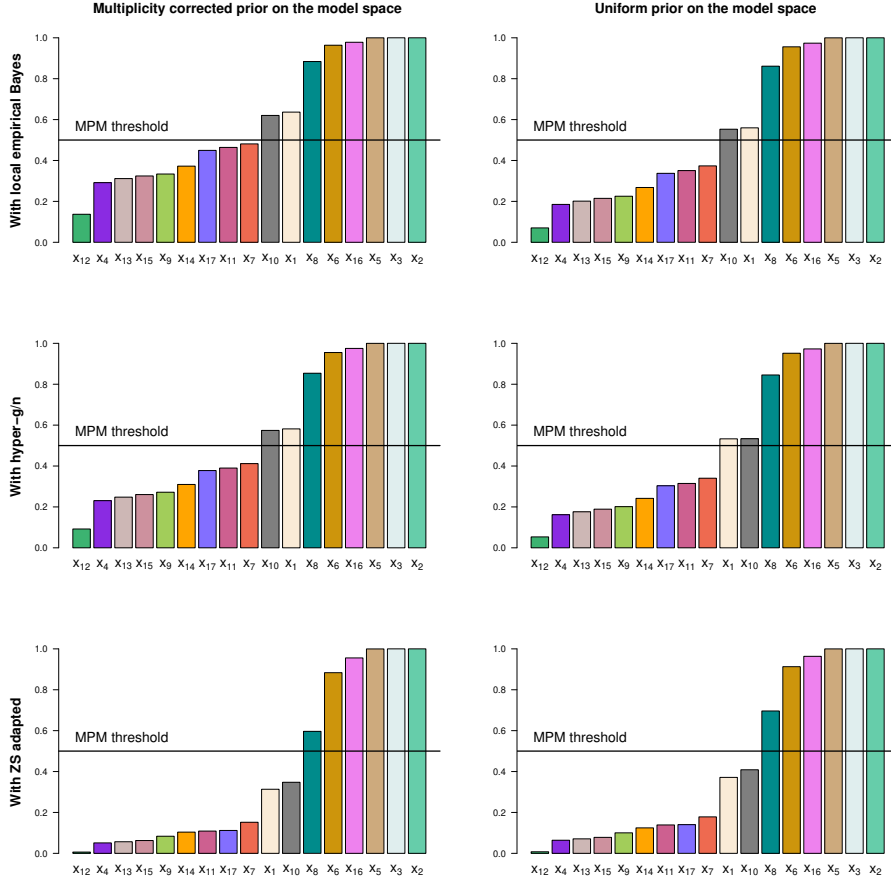 Multiplicity corrected prior on the model space
Uniform prior on the model space
With local empirical Bayes
1.0
0.8
0.6
0.4
0.2
0.0
MPM threshold
x12 x4 x13 x15 x9 x14 x17 x11 x7 x10 x1 x8 x6 x16 x5 x3 x2
1.0
0.8
0.6
0.4
0.2
0.0
MPM threshold
x12 x4 x13 x15 x9 x14 x17 x11 x7 x10 x1 x8 x6 x16 x5 x3 x2
With hyper−g/n
1.0
0.8
0.6
0.4
0.2
0.0
MPM threshold
x12 x4 x13 x15 x9 x14 x17 x11 x7 x10 x1 x8 x6 x16 x5 x3 x2
1.0
0.8
0.6
0.4
0.2
0.0
MPM threshold
x12 x4 x13 x15 x9 x14 x17 x11 x7 x1 x10 x8 x6 x16 x5 x3 x2
With ZS adapted
1.0
0.8
0.6
0.4
0.2
0.0
MPM threshold
x12 x4 x13 x15 x9 x14 x11 x17 x7 x1 x10 x8 x6 x16 x5 x3 x2
1.0
0.8
0.6
0.4
0.2
0.0
MPM threshold
x12 x4 x13 x15 x9 x14 x11 x17 x7 x1 x10 x8 x6 x16 x5 x3 x2